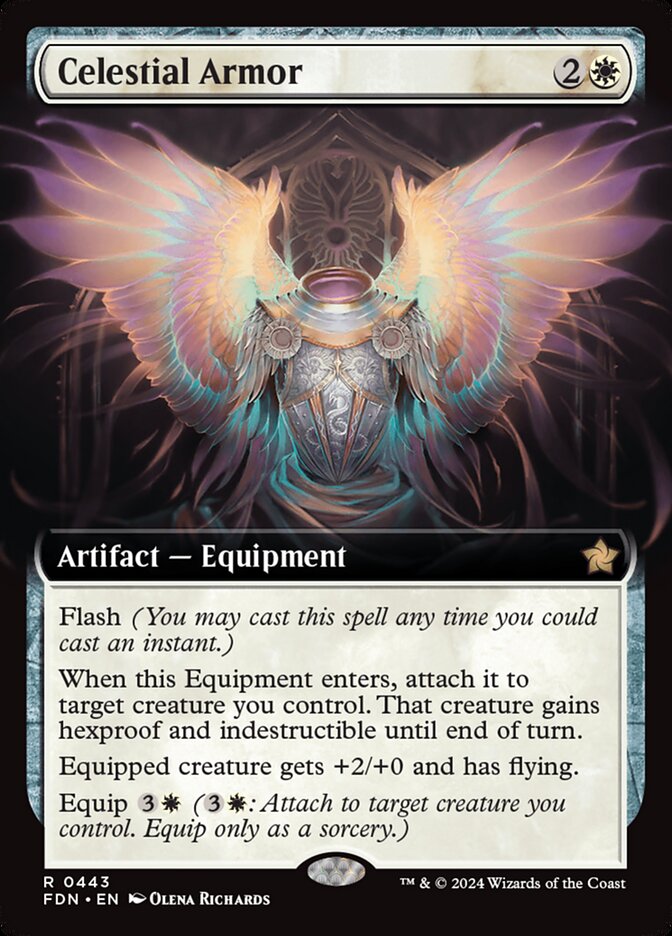 Celestial Armor 2
Artifact — Equipment
Flash (You may cast this spell any time you could
cast an instant.)
When this Equipment enters, attach it to
target creature you control. That creature gains
hexproof and indestructible until end of turn.
Equipped creature gets +2/+0 and has flying.
Equip 3 (3: Attach to target creature you
control. Equip only as a sorcery.)
R 0443
FDN • EN OLENA RICHARDS
™ & © 2024 Wizards of the Coast